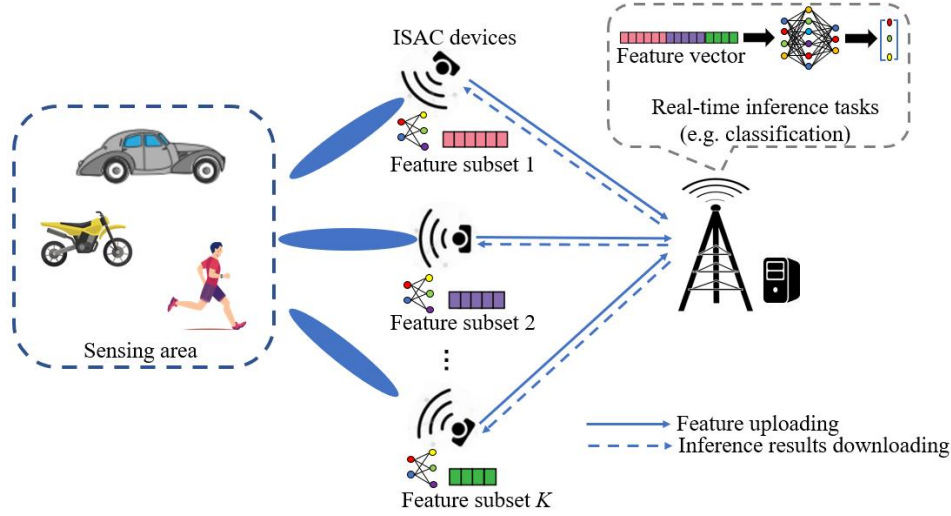 ISAC devices
Feature vector
Real-time inference tasks
(e.g. classification)
Feature subset 1
Sensing area
Feature subset 2
...
Feature subset K
Feature uploading
Inference results downloading